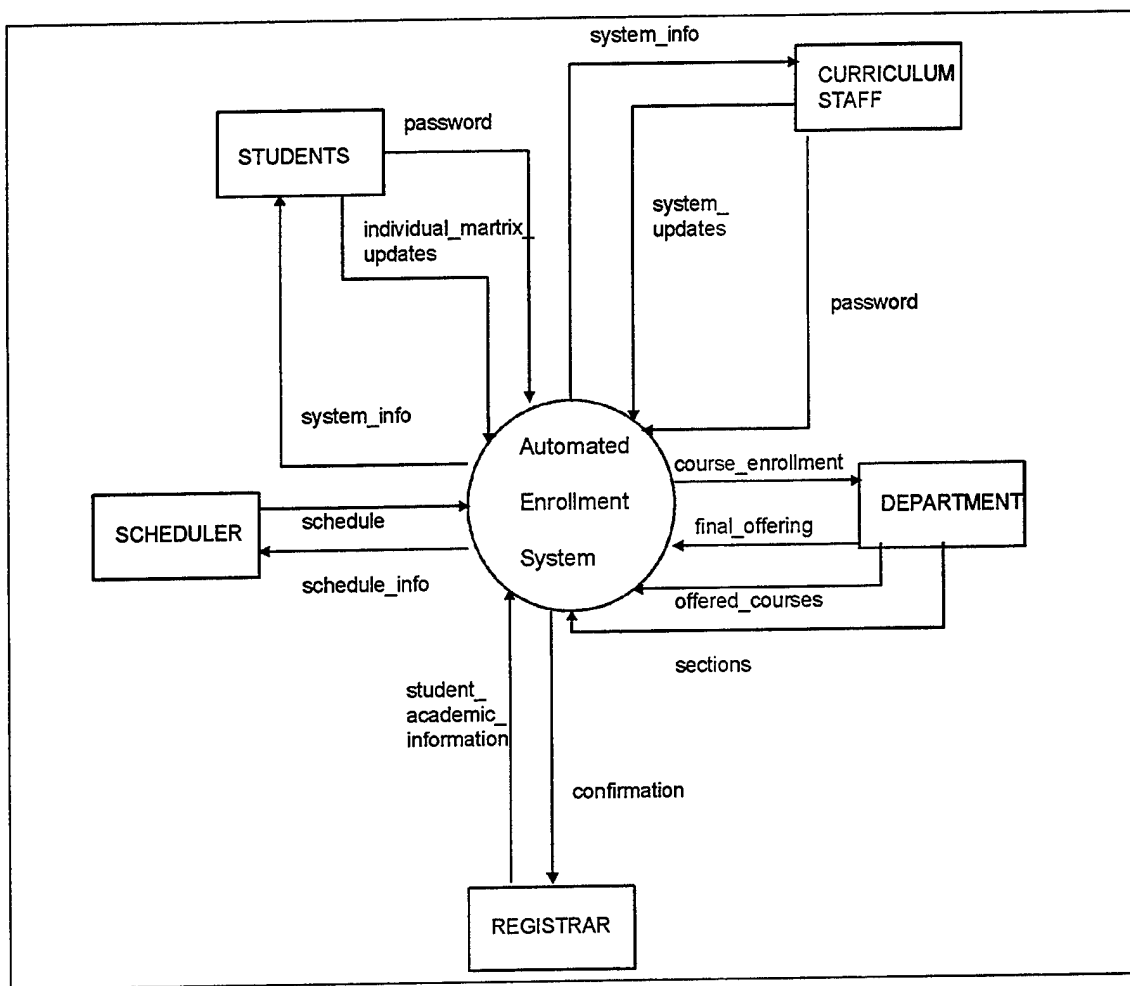 system_info
CURRICULUM
STAFF
password
STUDENTS
individual_martrix_
updates
system_
updates
password
system_info
Automated
Enrollment
System
course_enrollment
DEPARTMENT
final_offering
SCHEDULER
schedule
schedule_info
offered_courses
sections
student_
academic_
information
confirmation
REGISTRAR